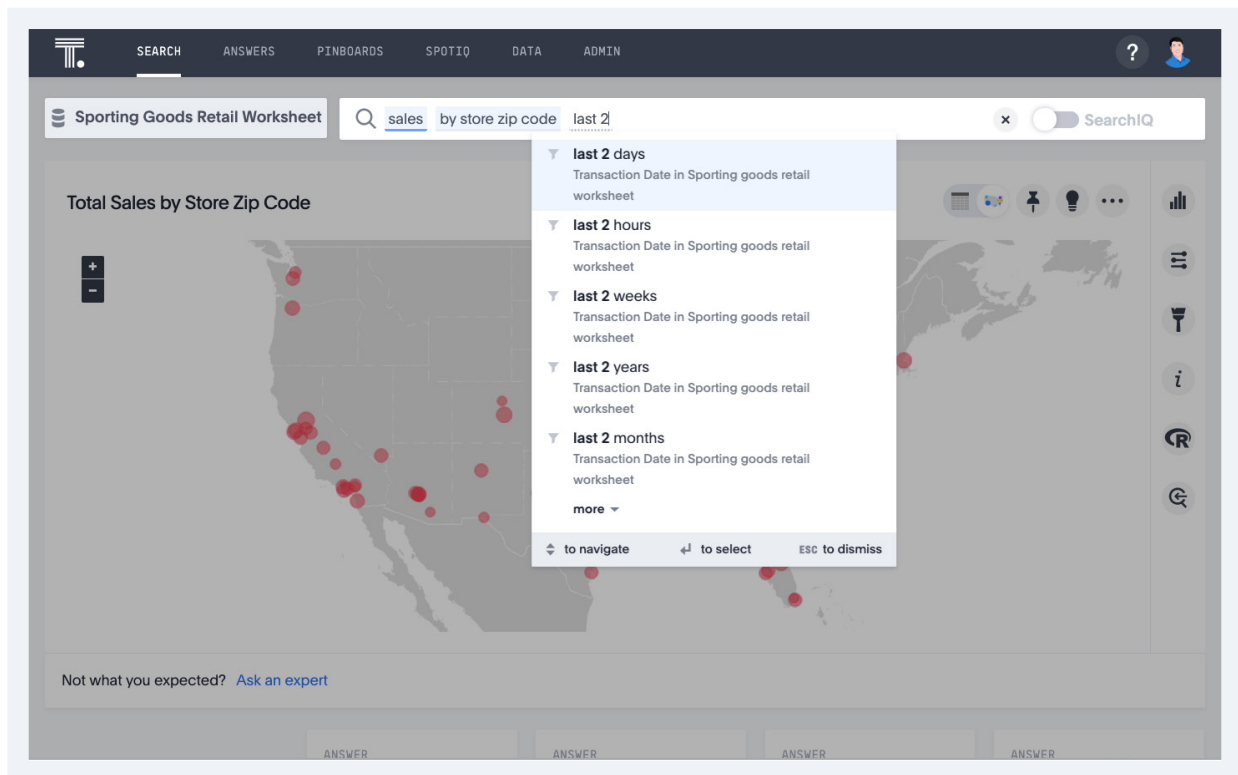 T.
SEARCH ANSWERS PINBOARDS SPOTIQ DATA ADMIN ?
Sporting Goods Retail Worksheet sales by store zip code last 2 × SearchIQ
last 2 days
Transaction Date in Sporting goods retail
worksheet
Total Sales by Store Zip Code
last 2 hours
Transaction Date in Sporting goods retail
worksheet
+
−
last 2 weeks
Transaction Date in Sporting goods retail
worksheet
last 2 years
Transaction Date in Sporting goods retail
worksheet
i
last 2 months
Transaction Date in Sporting goods retail
worksheet
R
more
to navigate to select ESC to dismiss
Not what you expected? Ask an expert
ANSWER ANSWER ANSWER ANSWER